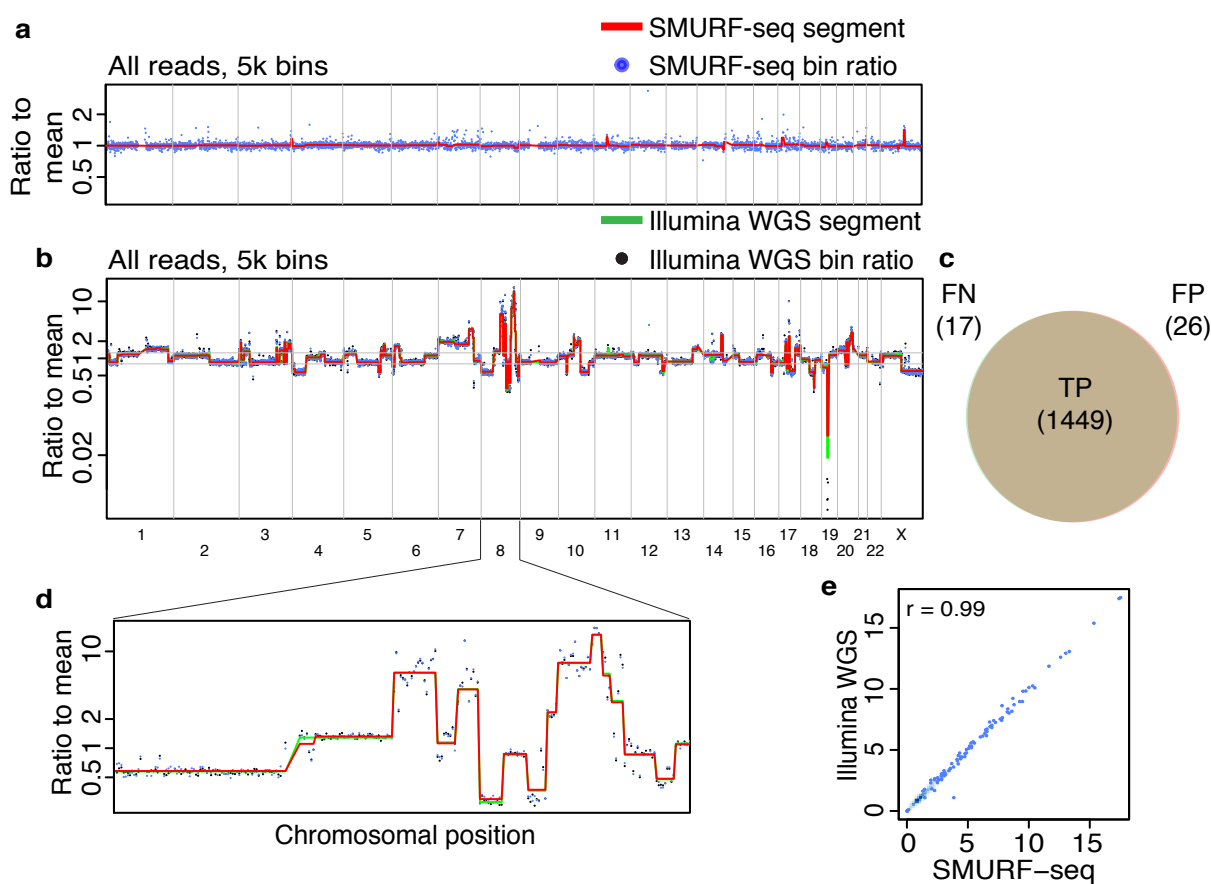 a
SMURF-seq segment
SMURF-seq bin ratio
All reads, 5k bins
Ratio to
mean
2
1
0.5
Illumina WGS segment
Illumina WGS bin ratio
b
All reads, 5k bins
Ratio to mean
10
2
1
0.5
0.02
1 3 5 7 9 11 13 15 17 19 21 X
2 4 6 8 10 12 14 16 18 20 22
c
FN
(17)
FP
(26)
TP
(1449)
d
Ratio to mean
10
2
1
0.5
Chromosomal position
e
r = 0.99
Illumina WGS
15
10
5
0
0 5 10 15
SMURF−seq